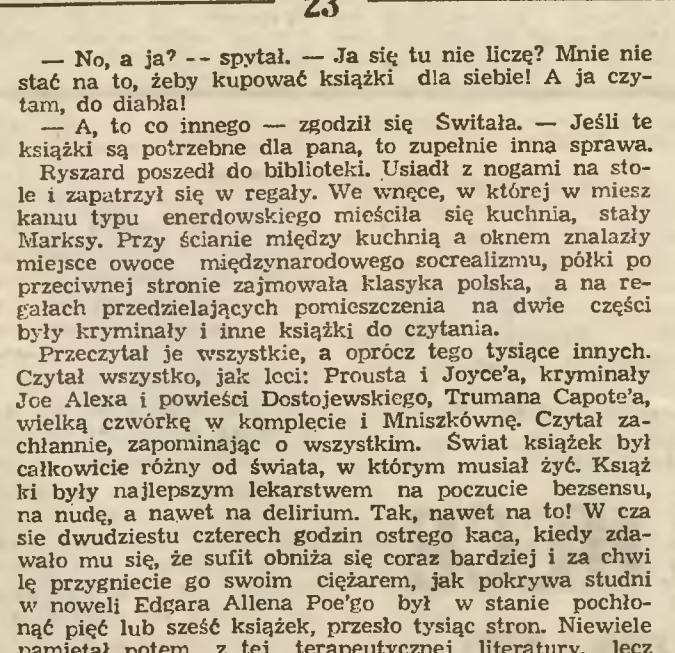 23
— No, a ja? -- spytał. — Ja się tu nie liczę? Mnie nie
stać na to, żeby kupować książki dla siebie! A ja czy-
tam, do diabła!
— A, to co innego — zgodził się Świtała. — Jeśli te
książki są potrzebne dla pana, to zupełnie inna sprawa.
Ryszard poszedł do biblioteki. Usiadł z nogami na sto-
le i zapatrzył się w regały. We wnęce, w której w miesz
kaniu typu enerdowskiego mieściła się kuchnia, stały
Marksy. Przy ścianie między kuchnią a oknem znalazły
miejsce owoce międzynarodowego socrealizmu, półki po
przeciwnej stronie zajmowała klasyka polska, a na re-
gałach przedzielających pomieszczenia na dwie części
były kryminały i inne książki do czytania.
Przeczytał je wszystkie, a oprócz tego tysiące innych.
Czytał wszystko, jak leci: Prousta i Joyce'a, kryminały
Joe Alexa i powieści Dostojewskiego, Trumana Capote'a,
wielką czwórkę w komplecie i Mniszkównę. Czytał za-
chłannie, zapominając o wszystkim. Świat książek był
całkowicie różny od świata, w którym musiał żyć. Książ
ki były najlepszym lekarstwem na poczucie bezsensu,
na nudę, a nawet na delirium. Tak, nawet na to! W cza
sie dwudziestu czterech godzin ostrego kaca, kiedy zda-
wało mu się, że sufit obniża się coraz bardziej i za chwi
lę przygniecie go swoim ciężarem, jak pokrywa studni
w noweli Edgara Allena Poe'go był w stanie pochło-
nąć pięć lub sześć książek, przesło tysiąc stron. Niewiele
pamiętał potem z tej terapeutycznej literatury, lecz